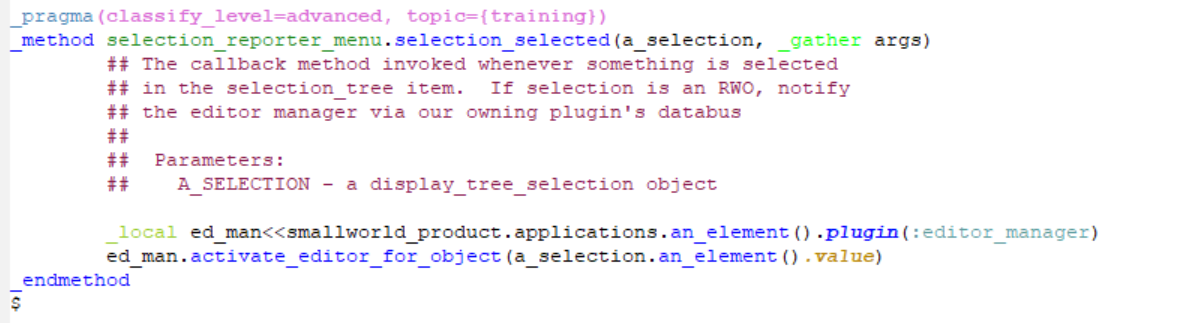 _pragma(classify_level=advanced, topic={training})
_method selection_reporter_menu.selection_selected(a_selection, _gather args)
## The callback method invoked whenever something is selected
## in the selection_tree item.  If selection is an RWO, notify
## the editor manager via our owning plugin's databus
##
##  Parameters:
##    A_SELECTION - a display_tree_selection object
_local ed_man<<smallworld_product.applications.an_element().plugin(:editor_manager)
ed_man.activate_editor_for_object(a_selection.an_element().value)
_endmethod
$